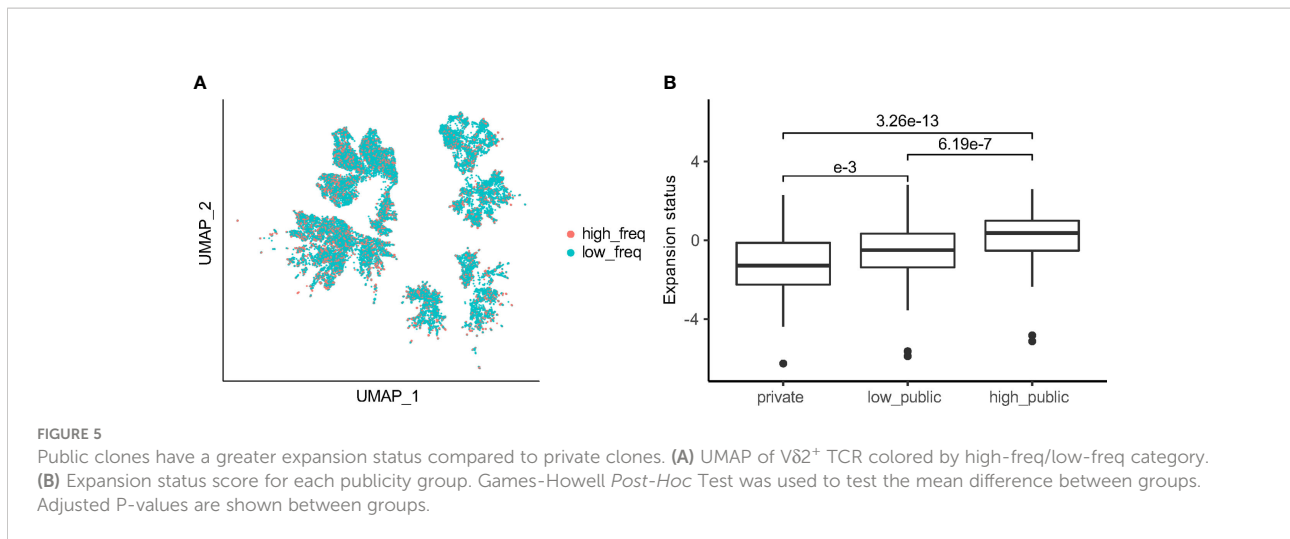 A
UMAP_2
UMAP_1
high_freq
low_freq
B
Expansion status
4
0
-4
3.26e-13
6.19e-7
e-3
private
low_public
high_public
FIGURE 5
Public clones have a greater expansion status compared to private clones. (A) UMAP of Vδ2⁺ TCR colored by high-freq/low-freq category.
(B) Expansion status score for each publicity group. Games-Howell Post-Hoc Test was used to test the mean difference between groups.
Adjusted P-values are shown between groups.